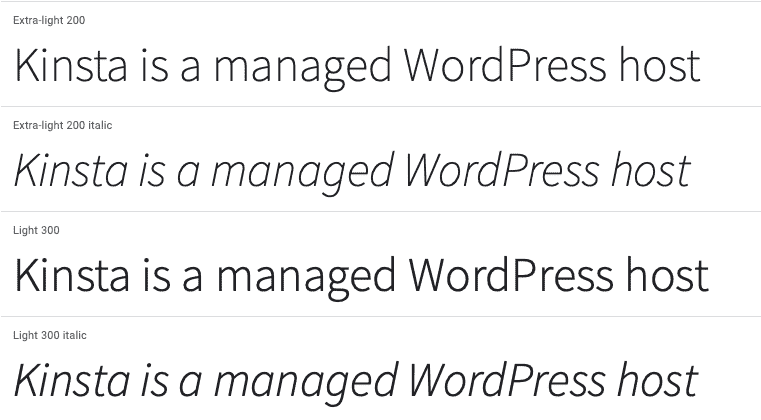 Extra-light 200
Kinsta is a managed WordPress host
Extra-light 200 italic
Kinsta is a managed WordPress host
Light 300
Kinsta is a managed WordPress host
Light 300 italic
Kinsta is a managed WordPress host